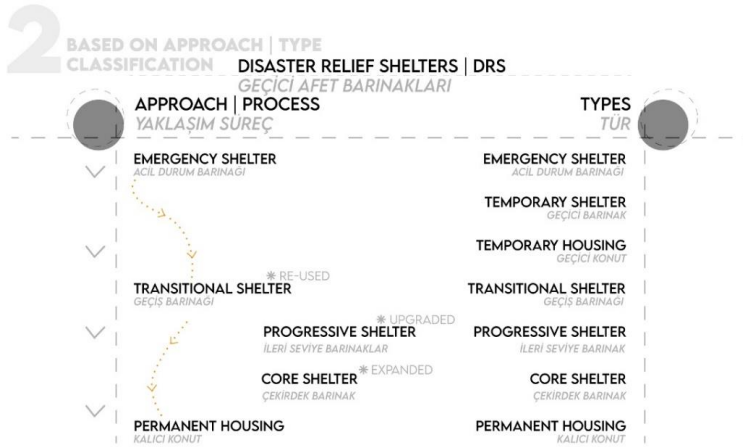 2
BASED ON APPROACH | TYPE
CLASSIFICATION
DISASTER RELIEF SHELTERS | DRS
GEÇİCİ AFET BARINAKLARI
APPROACH | PROCESS
YAKLAŞIM SÜREÇ
TYPES
TÜR
EMERGENCY SHELTER
ACIL DURUM BARINAĞI
EMERGENCY SHELTER
ACIL DURUM BARINAĞI
TEMPORARY SHELTER
GEÇİCİ BARINAK
TEMPORARY HOUSING
GEÇİCİ KONUT
* RE-USED
TRANSITIONAL SHELTER
GEÇIŞ BARINAĞI
TRANSITIONAL SHELTER
GEÇİŞ BARINAĞI
* UPGRADED
PROGRESSIVE SHELTER
İLERİ SEVİYE BARINAKLAR
PROGRESSIVE SHELTER
İLERİ SEVİYE BARINAK
* EXPANDED
CORE SHELTER
ÇEKİRDEK BARINAK
CORE SHELTER
ÇEKİRDEK BARINAK
PERMANENT HOUSING
KALICI KONUT
PERMANENT HOUSING
KALICI KONUT